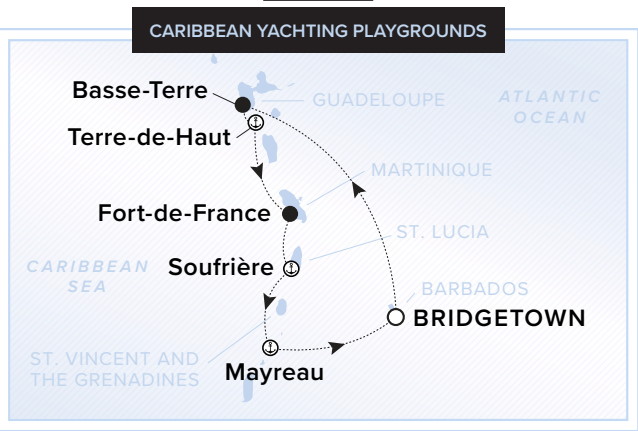 CARIBBEAN YACHTING PLAYGROUNDS
Basse-Terre
GUADELOUPE
ATLANTIC
OCEAN
Terre-de-Haut
MARTINIQUE
Fort-de-France
ST. LUCIA
CARIBBEAN
SEA
Soufrière
BARBADOS
BRIDGETOWN
ST. VINCENT AND
THE GRENADINES
Mayreau